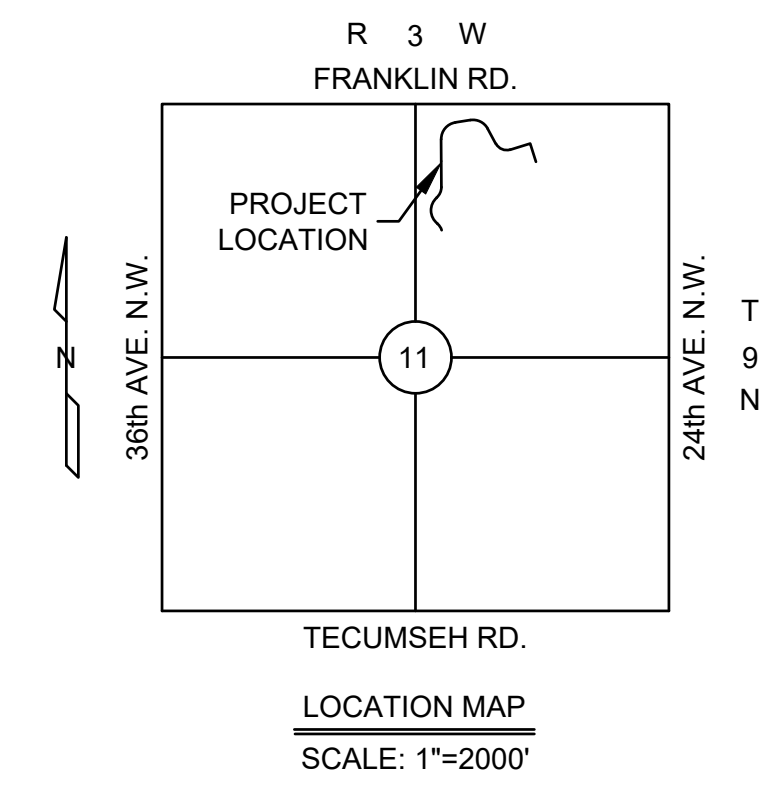 R 3 W
FRANKLIN RD.
PROJECT
LOCATION
N
36th AVE. N.W.
11
24th AVE. N.W.
T
9
N
TECUMSEH RD.
LOCATION MAP
SCALE: 1"=2000'